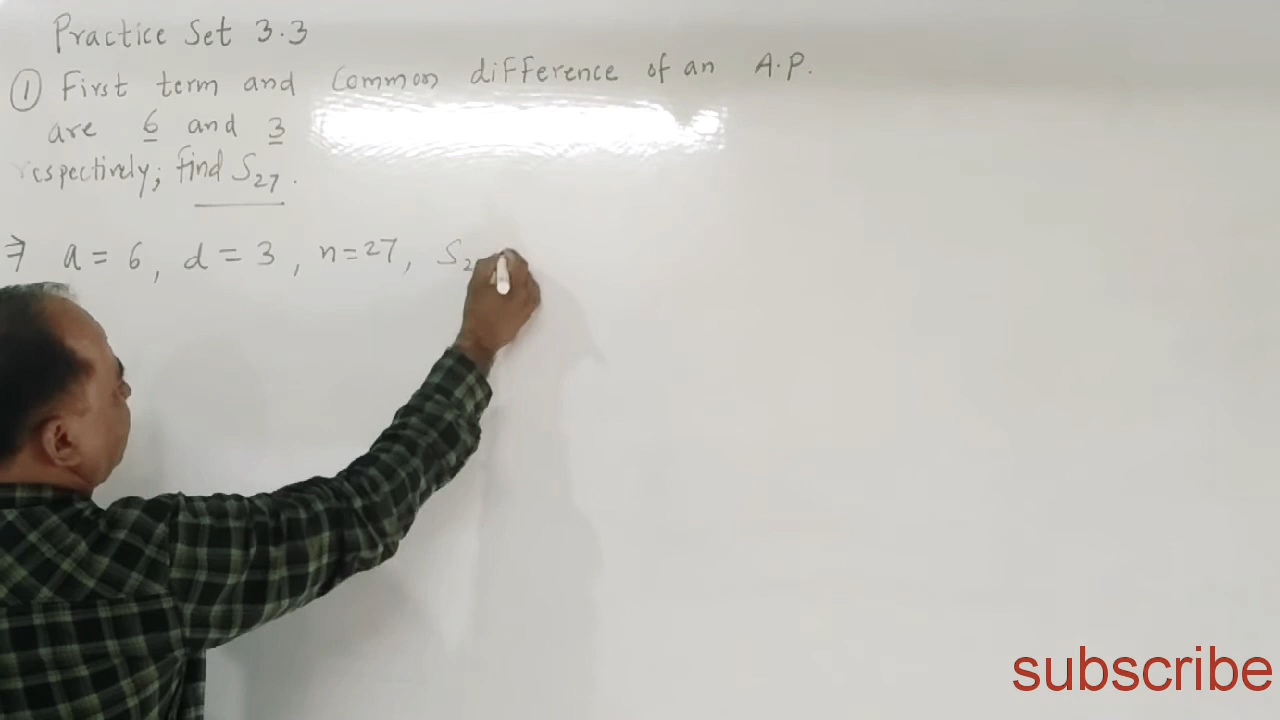 Practice Set 3.3
① First term and Common difference of an A.P.
are 6 and 3
respectively; find S₂₇.
⇒ a = 6, d = 3, n=27, S₂
subscribe